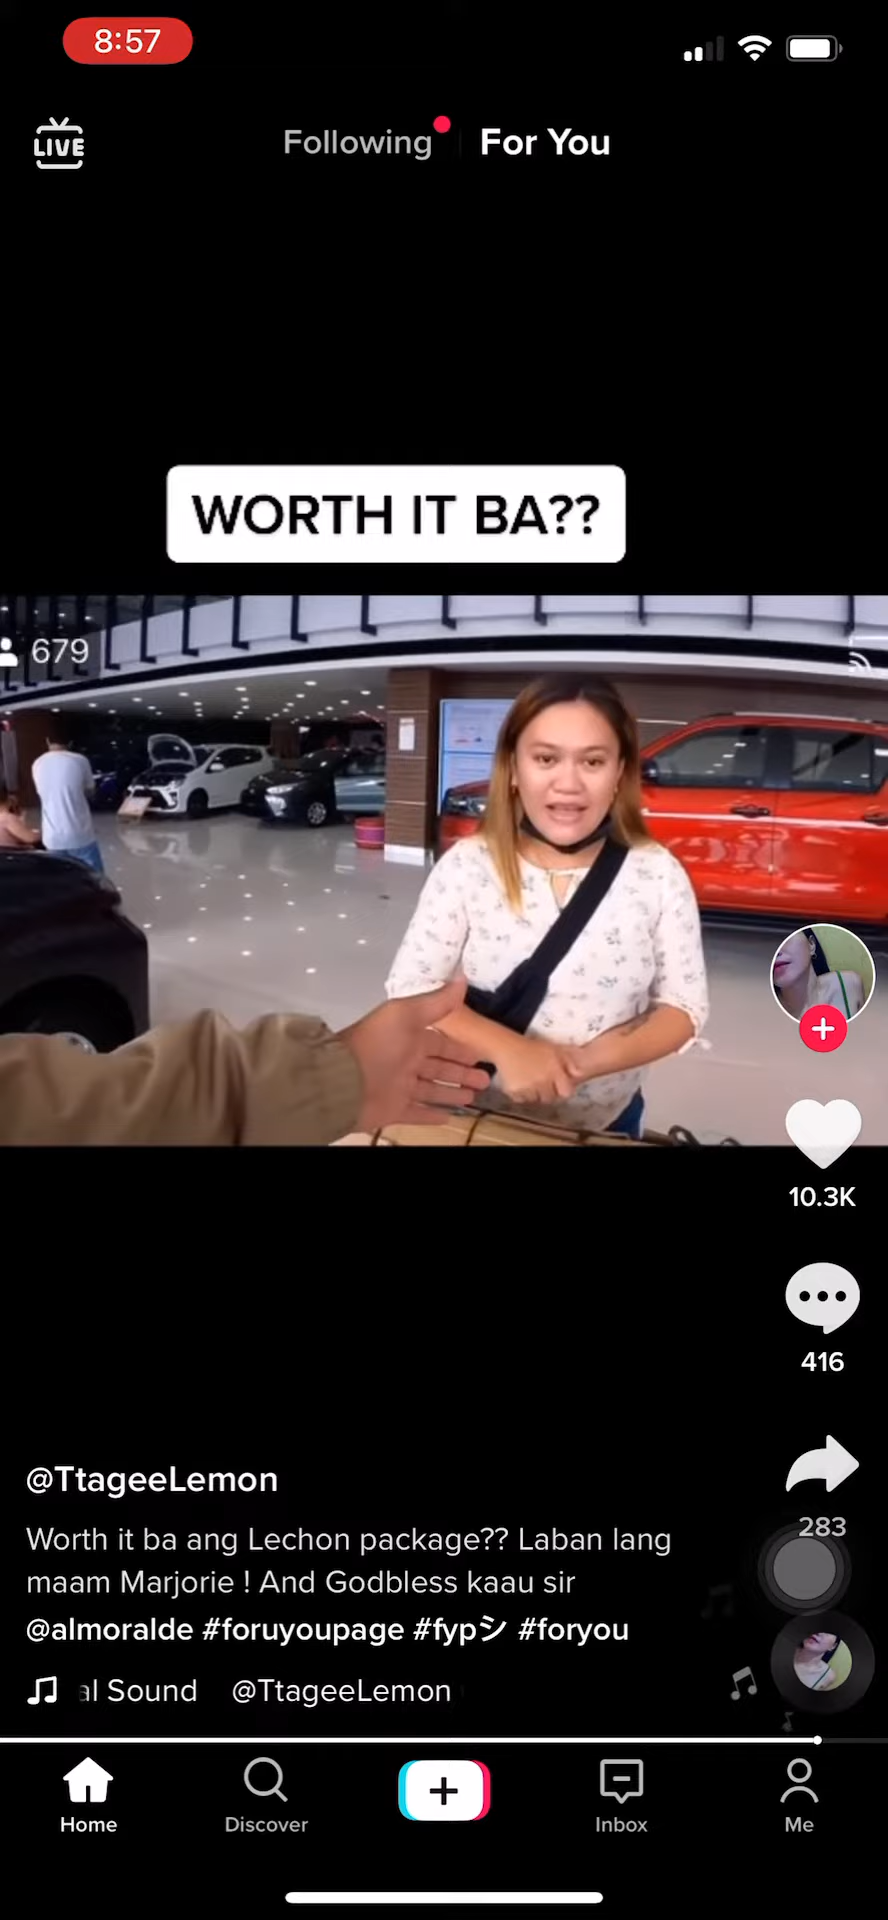 8:57
LIVE
Following
For You
WORTH IT BA??
679
10.3K
416
283
@TtageeLemon
Worth it ba ang Lechon package?? Laban lang
maam Marjorie ! And Godbless kaau sir
@almoralde #foruyoupage #fypシ #foryou
al Sound @TtageeLemon
Home
Discover
Inbox
Me